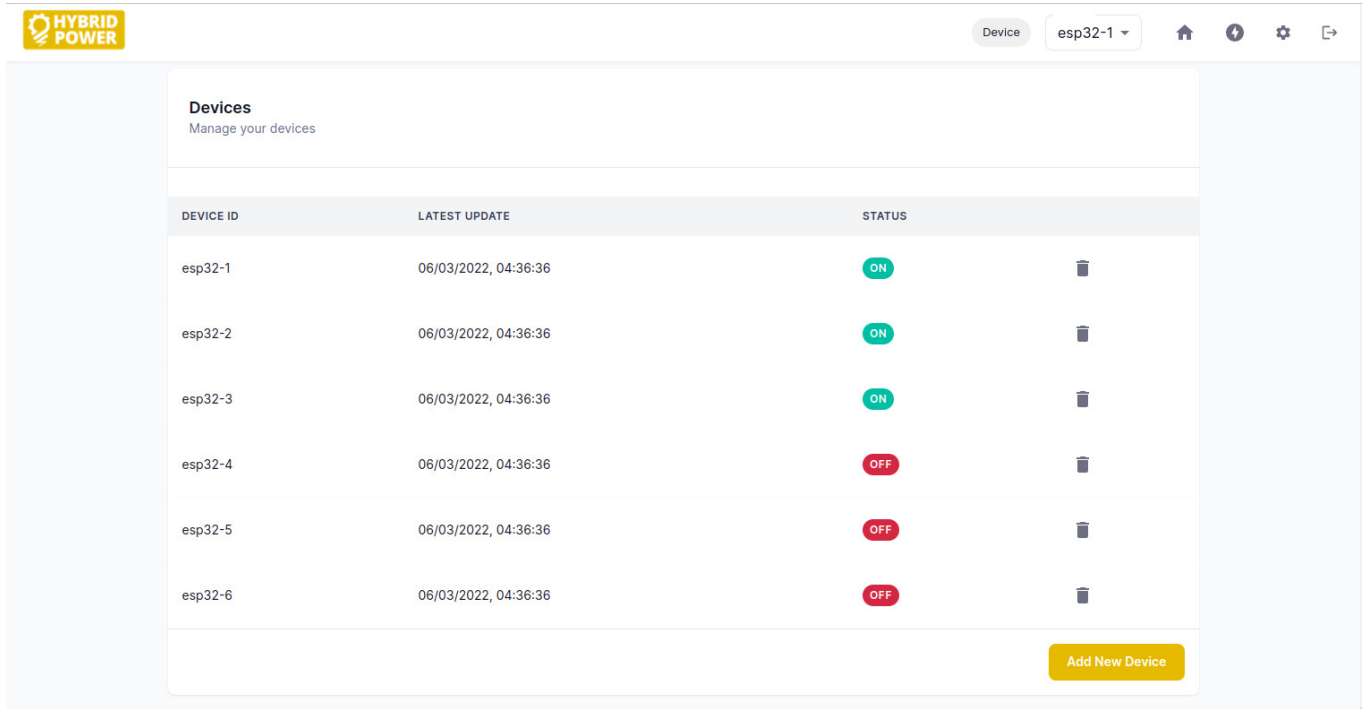 HYBRID
POWER
Device esp32-1
Devices
Manage your devices
DEVICE ID LATEST UPDATE STATUS
esp32-1 06/03/2022, 04:36:36 ON
esp32-2 06/03/2022, 04:36:36 ON
esp32-3 06/03/2022, 04:36:36 ON
esp32-4 06/03/2022, 04:36:36 OFF
esp32-5 06/03/2022, 04:36:36 OFF
esp32-6 06/03/2022, 04:36:36 OFF
Add New Device